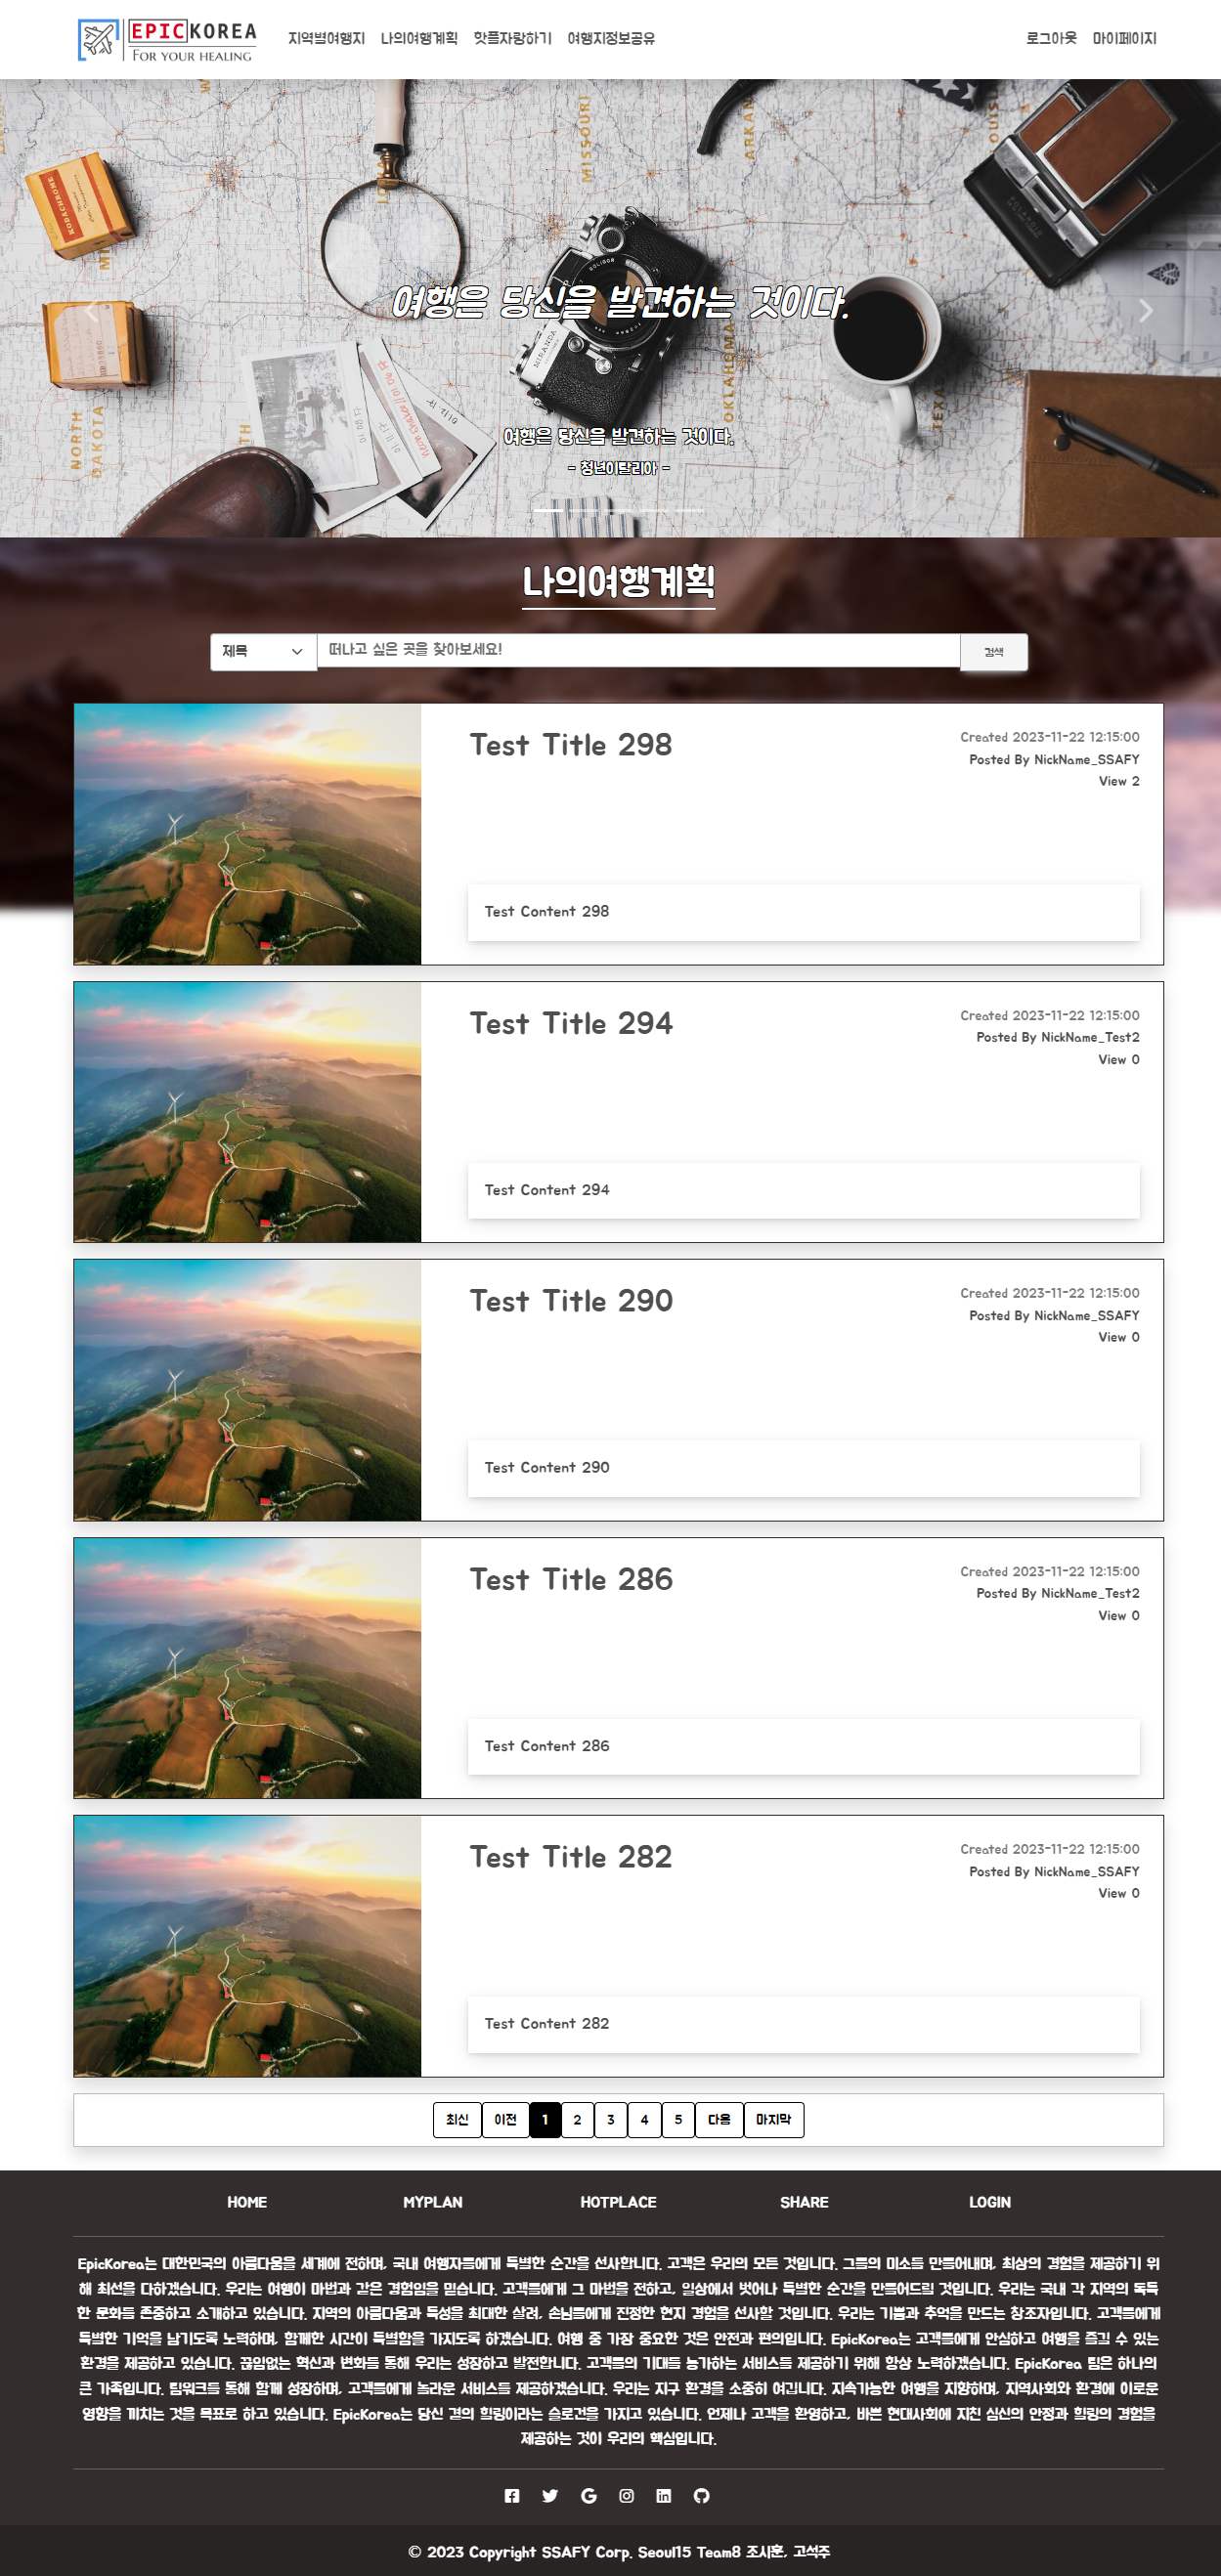 EPICKOREA
FOR YOUR HEALING
지역별여행지 나의여행계획 핫플자랑하기 여행지정보공유
로그아웃 마이페이지
MISSOURI
ARKAN
KODACHROME
OKLAHOMA
MIRANDA
NORTH
DAKOTA
여행은 당신을 발견하는 것이다.
여행은 당신을 발견하는 것이다.
- 청년이탈리아 -
나의여행계획
제목 떠나고 싶은 곳을 찾아보세요! 검색
Test Title 298
Created 2023-11-22 12:15:00
Posted By NickName_SSAFY
View 2
Test Content 298
Test Title 294
Created 2023-11-22 12:15:00
Posted By NickName_Test2
View 0
Test Content 294
Test Title 290
Created 2023-11-22 12:15:00
Posted By NickName_SSAFY
View 0
Test Content 290
Test Title 286
Created 2023-11-22 12:15:00
Posted By NickName_Test2
View 0
Test Content 286
Test Title 282
Created 2023-11-22 12:15:00
Posted By NickName_SSAFY
View 0
Test Content 282
최신 이전 1 2 3 4 5 다음 마지막
HOME MYPLAN HOTPLACE SHARE LOGIN
EpicKorea는 대한민국의 아름다움을 세계에 전하며, 국내 여행자들에게 특별한 순간을 선사합니다. 고객은 우리의 모든 것입니다. 그들의 미소를 만들어내며, 최상의 경험을 제공하기 위
해 최선을 다하겠습니다. 우리는 여행이 마법과 같은 경험임을 믿습니다. 고객들에게 그 마법을 전하고, 일상에서 벗어나 특별한 순간을 만들어드릴 것입니다. 우리는 국내 각 지역의 독특
한 문화를 존중하고 소개하고 있습니다. 지역의 아름다움과 특성을 최대한 살려, 손님들에게 진정한 현지 경험을 선사할 것입니다. 우리는 기쁨과 추억을 만드는 창조자입니다. 고객들에게
특별한 기억을 남기도록 노력하며, 함께한 시간이 특별함을 가지도록 하겠습니다. 여행 중 가장 중요한 것은 안전과 편의입니다. EpicKorea는 고객들에게 안심하고 여행을 즐길 수 있는
환경을 제공하고 있습니다. 끊임없는 혁신과 변화를 통해 우리는 성장하고 발전합니다. 고객들의 기대를 능가하는 서비스를 제공하기 위해 항상 노력하겠습니다. EpicKorea 팀은 하나의
큰 가족입니다. 팀워크를 통해 함께 성장하며, 고객들에게 놀라운 서비스를 제공하겠습니다. 우리는 지구 환경을 소중히 여깁니다. 지속가능한 여행을 지향하며, 지역사회와 환경에 이로운
영향을 끼치는 것을 목표로 하고 있습니다. EpicKorea는 당신 곁의 힐링이라는 슬로건을 가지고 있습니다. 언제나 고객을 환영하고, 바쁜 현대사회에 지친 심신의 안정과 힐링의 경험을
제공하는 것이 우리의 핵심입니다.
© 2023 Copyright SSAFY Corp. Seoul15 Team8 조시훈, 고석주